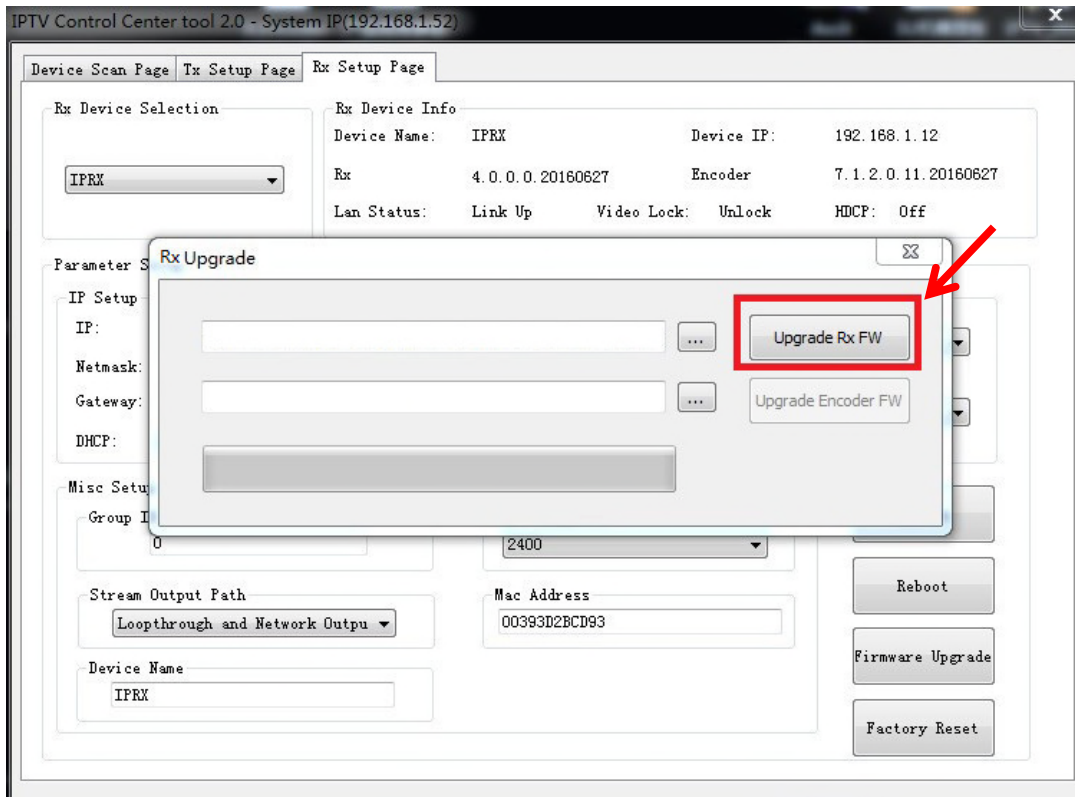 IPTV Control Center tool 2.0 - System IP(192.168.1.52)
x
Device Scan Page Tx Setup Page Rx Setup Page
Rx Device Selection
IPRX
Rx Device Info
Device Name: IPRX Device IP: 192.168.1.12
Rx 4.0.0.0.20160627 Encoder 7.1.2.0.11.20160627
Lan Status: Link Up Video Lock: Unlock HDCP: Off
Parameter S
IP Setup
IP:
Netmask:
Gateway:
DHCP:
Rx Upgrade
... Upgrade Rx FW
... Upgrade Encoder FW
Misc Setu
Group I
0
2400
Stream Output Path
Loopthrough and Network Outpu
Mac Address
00393D2BCD93
Device Name
IPRX
Reboot
Firmware Upgrade
Factory Reset